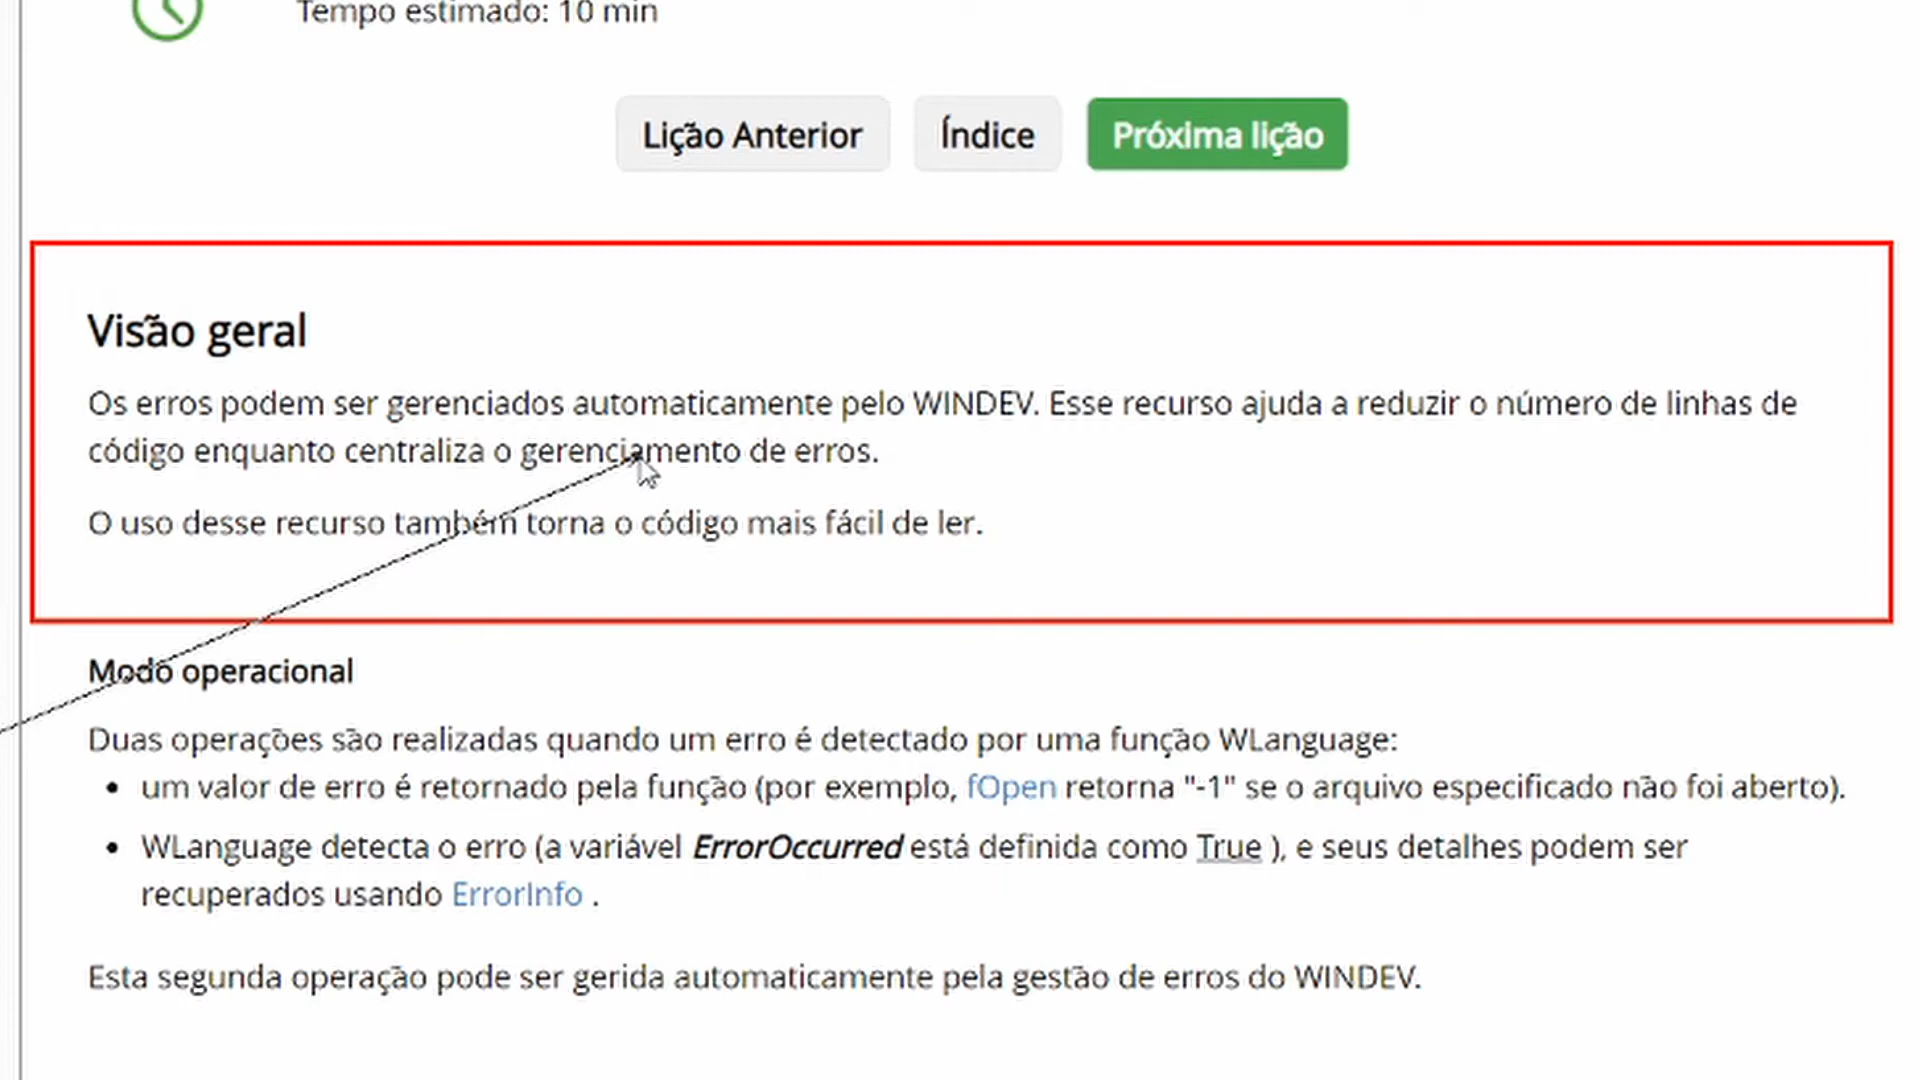 Tempo estimado: 10 min
Lição Anterior
Índice
Próxima lição
Visão geral
Os erros podem ser gerenciados automaticamente pelo WINDEV. Esse recurso ajuda a reduzir o número de linhas de
código enquanto centraliza o gerenciamento de erros.
O uso desse recurso também torna o código mais fácil de ler.
Modo operacional
Duas operações são realizadas quando um erro é detectado por uma função WLanguage:
• um valor de erro é retornado pela função (por exemplo, fOpen retorna "-1" se o arquivo especificado não foi aberto).
• WLanguage detecta o erro (a variável ErrorOccurred está definida como True ), e seus detalhes podem ser
recuperados usando ErrorInfo .
Esta segunda operação pode ser gerida automaticamente pela gestão de erros do WINDEV.